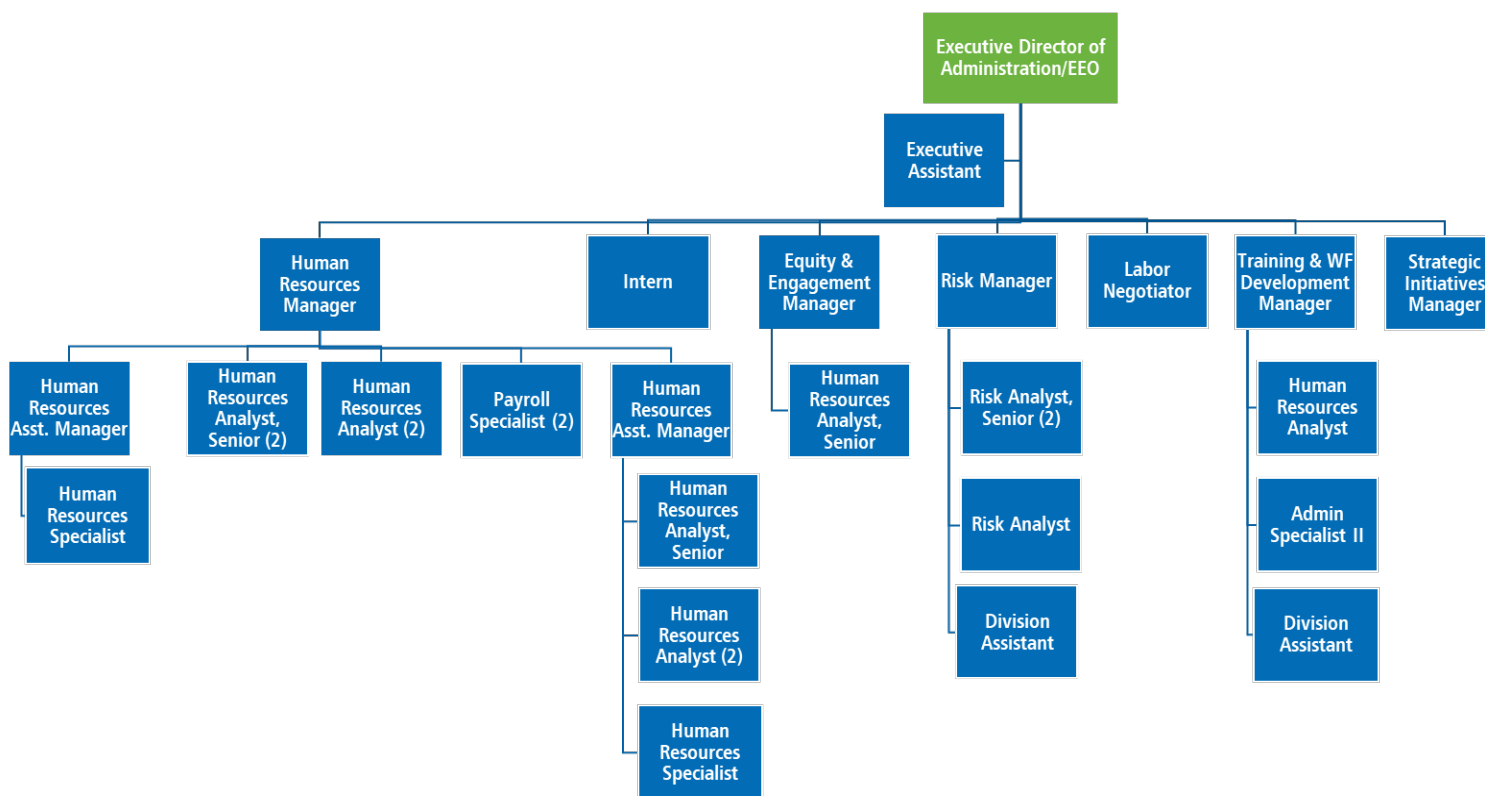 Executive Director of
Administration/EEO
Executive
Assistant
Human
Resources
Manager
Intern
Equity &
Engagement
Manager
Risk Manager
Labor
Negotiator
Training & WF
Development
Manager
Strategic
Initiatives
Manager
Human
Resources
Asst. Manager
Human
Resources
Analyst,
Senior (2)
Human
Resources
Analyst (2)
Payroll
Specialist (2)
Human
Resources
Asst. Manager
Human
Resources
Analyst,
Senior
Risk Analyst,
Senior (2)
Human
Resources
Analyst
Human
Resources
Specialist
Human
Resources
Analyst,
Senior
Risk Analyst
Admin
Specialist II
Human
Resources
Analyst (2)
Division
Assistant
Division
Assistant
Human
Resources
Specialist